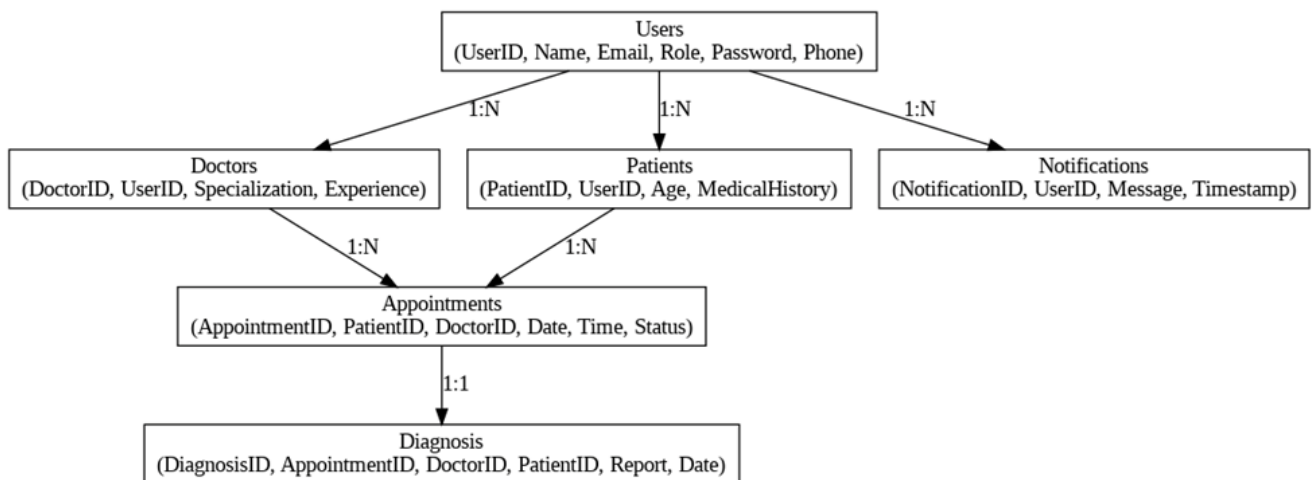 Users
(UserID, Name, Email, Role, Password, Phone)
1:N
1:N
1:N
Doctors
(DoctorID, UserID, Specialization, Experience)
Patients
(PatientID, UserID, Age, MedicalHistory)
Notifications
(NotificationID, UserID, Message, Timestamp)
1:N
1:N
Appointments
(AppointmentID, PatientID, DoctorID, Date, Time, Status)
1:1
Diagnosis
(DiagnosisID, AppointmentID, DoctorID, PatientID, Report, Date)